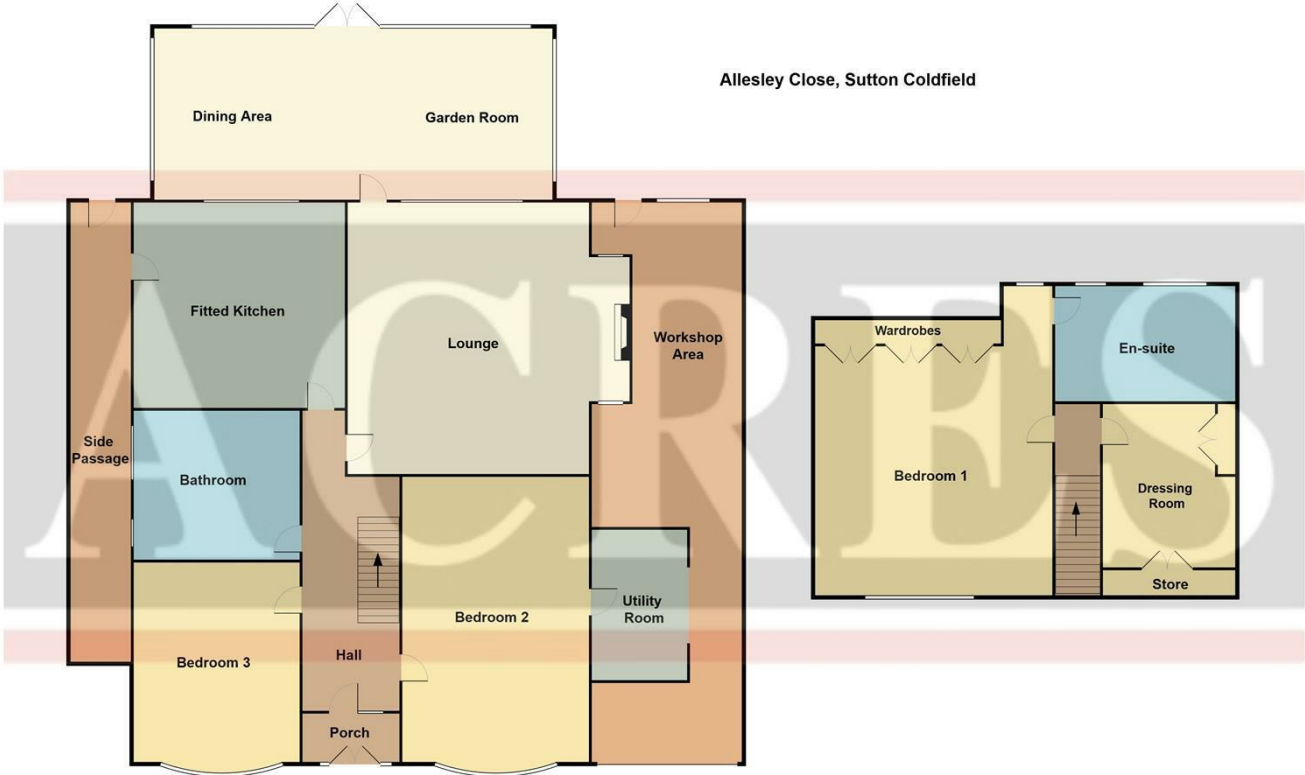 Allesley Close, Sutton Coldfield
Dining Area
Garden Room
Fitted Kitchen
Lounge
Workshop
Area
Side
Passage
Bathroom
Bedroom 2
Utility
Room
Bedroom 3
Hall
Porch
Wardrobes
En-suite
Bedroom 1
Dressing
Room
Store
ACRES